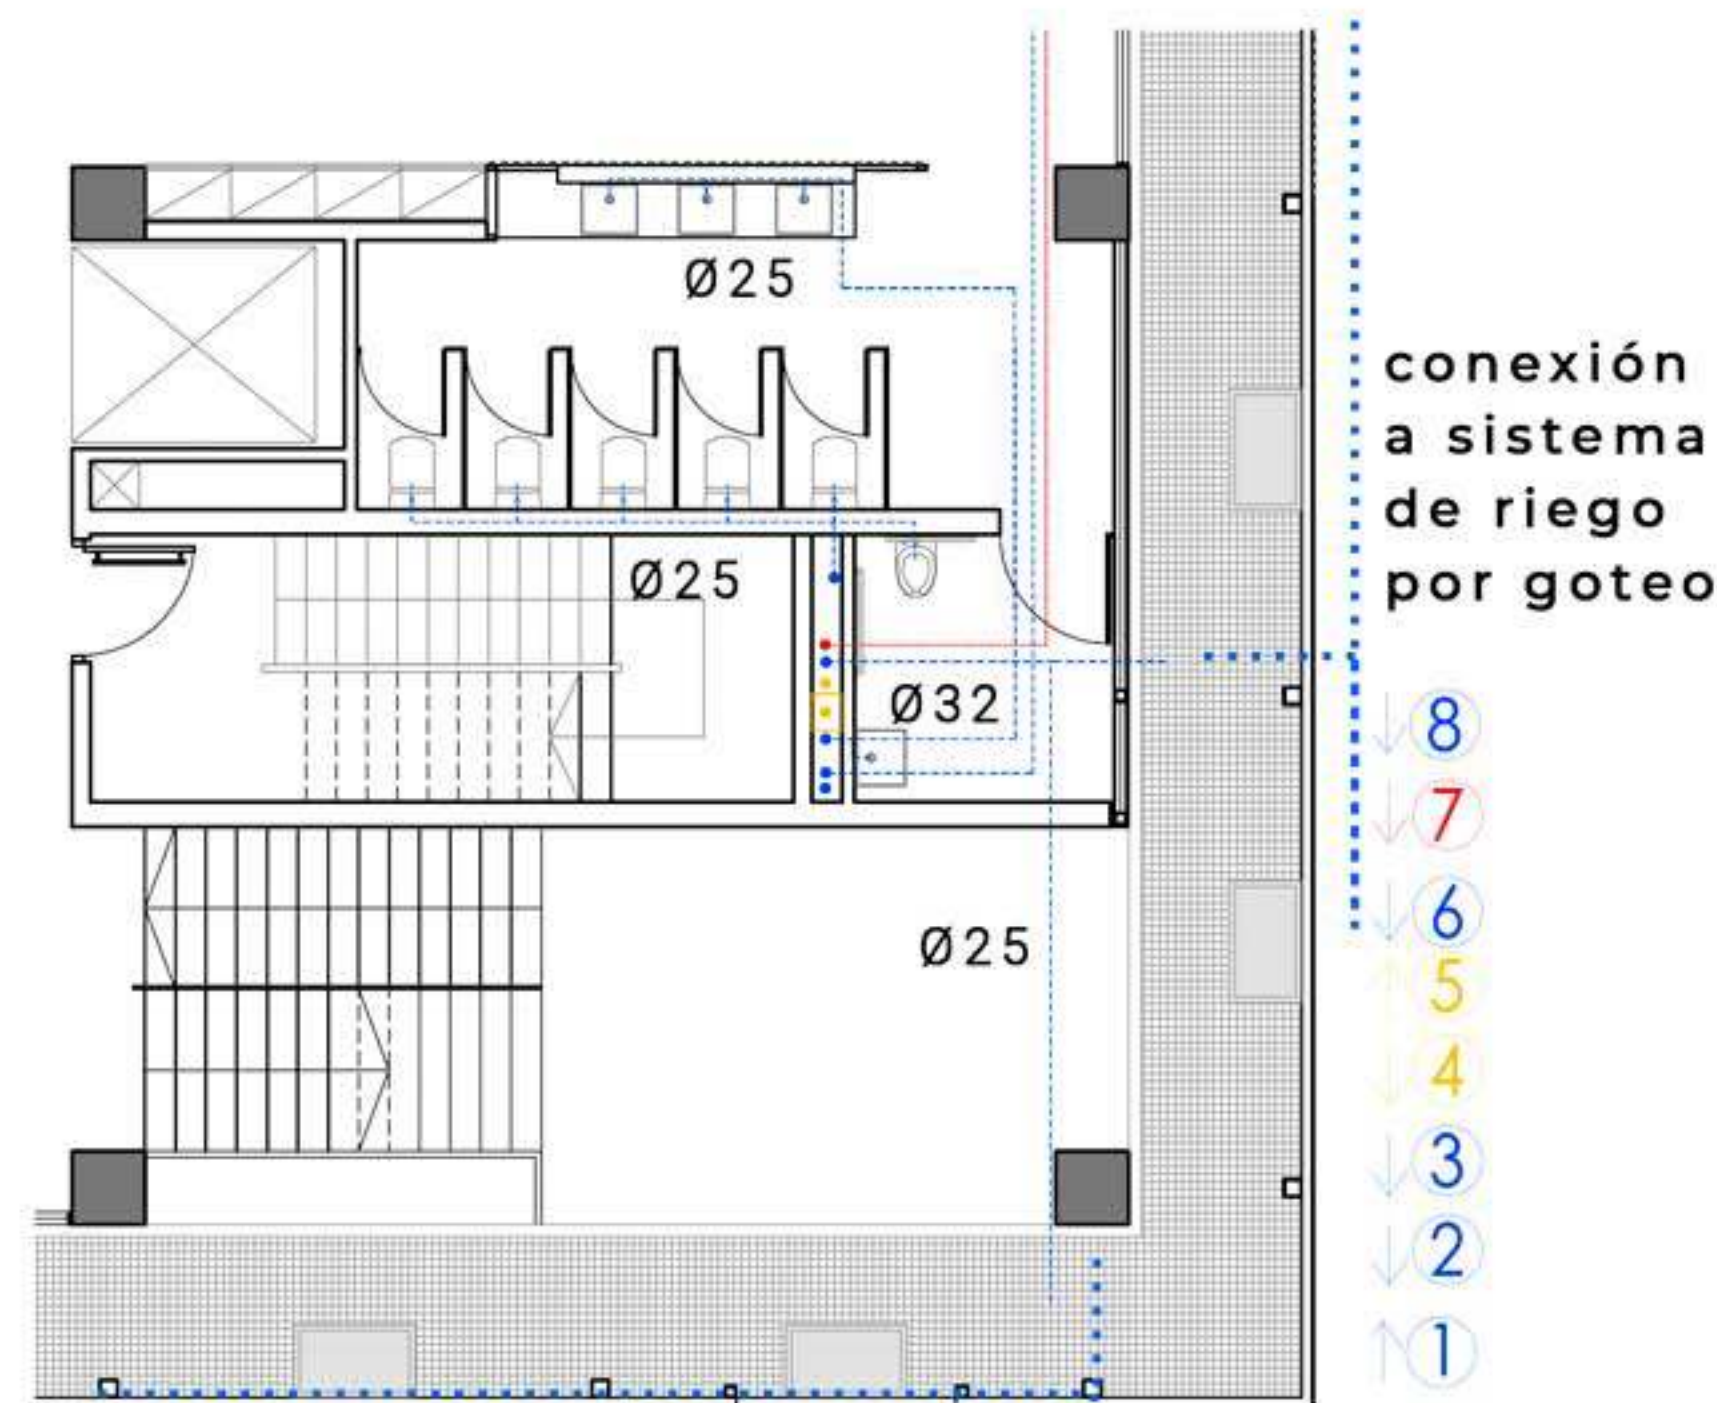 Ø25
conexión
a sistema
de riego
por goteo
Ø25
Ø32
8
7
6
Ø25
5
4
3
2
1